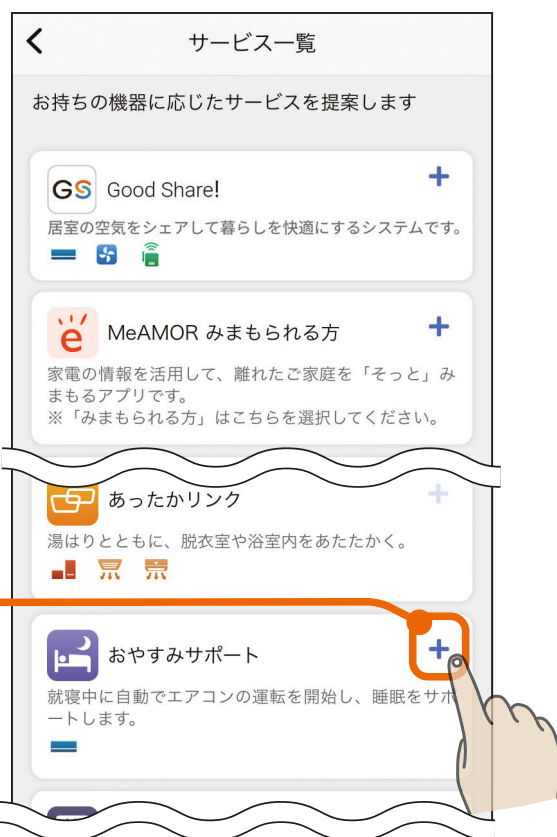 サービス一覧
お持ちの機器に応じたサービスを提案します
GS Good Share!
居室の空気をシェアして暮らしを快適にするシステムです。
e MeAMOR みまもられる方
家電の情報を活用して、離れたご家庭を「そっと」み
まもるアプリです。
※「みまもられる方」はこちらを選択してください。
あったかリンク
湯はりとともに、脱衣室や浴室内をあたたかく。
おやすみサポート
就寝中に自動でエアコンの運転を開始し、睡眠をサポ
ートします。